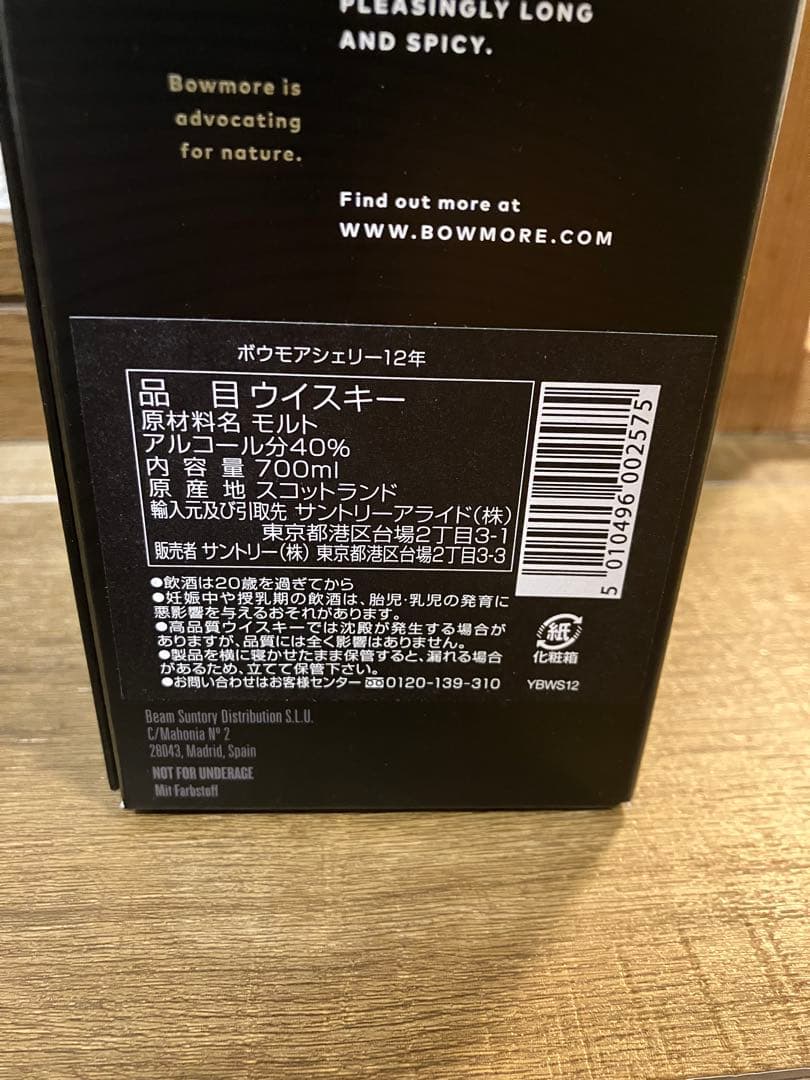 PLEASINGLY LONG
AND SPICY.
Bowmore is
advocating
for nature.
Find out more at
WWW.BOWMORE.COM
ボウモアシェリー12年
品 目 ウイスキー
原材料名 モルト
アルコール分40%
内 容 量 700ml
原 産 地 スコットランド
輸入元及び引取先 サントリーアライド(株)
東京都港区台場2丁目3-1
販売者 サントリー(株) 東京都港区台場2丁目3-3
5 010496 002575
●飲酒は20歳を過ぎてから
●妊娠中や授乳期の飲酒は、胎児・乳児の発育に
悪影響を与えるおそれがあります。
●高品質ウイスキーでは沈殿が発生する場合が
ありますが、品質には全く影響はありません。
●製品を横に寝かせたまま保管すると、漏れる場合
があるため、立てて保管下さい。
●お問い合わせはお客様センター 0120-139-310
紙
化粧箱
YBWS12
Beam Suntory Distribution S.L.U.
C/Mahonia Nº 2
28043, Madrid, Spain
NOT FOR UNDERAGE
Mit Farbstoff